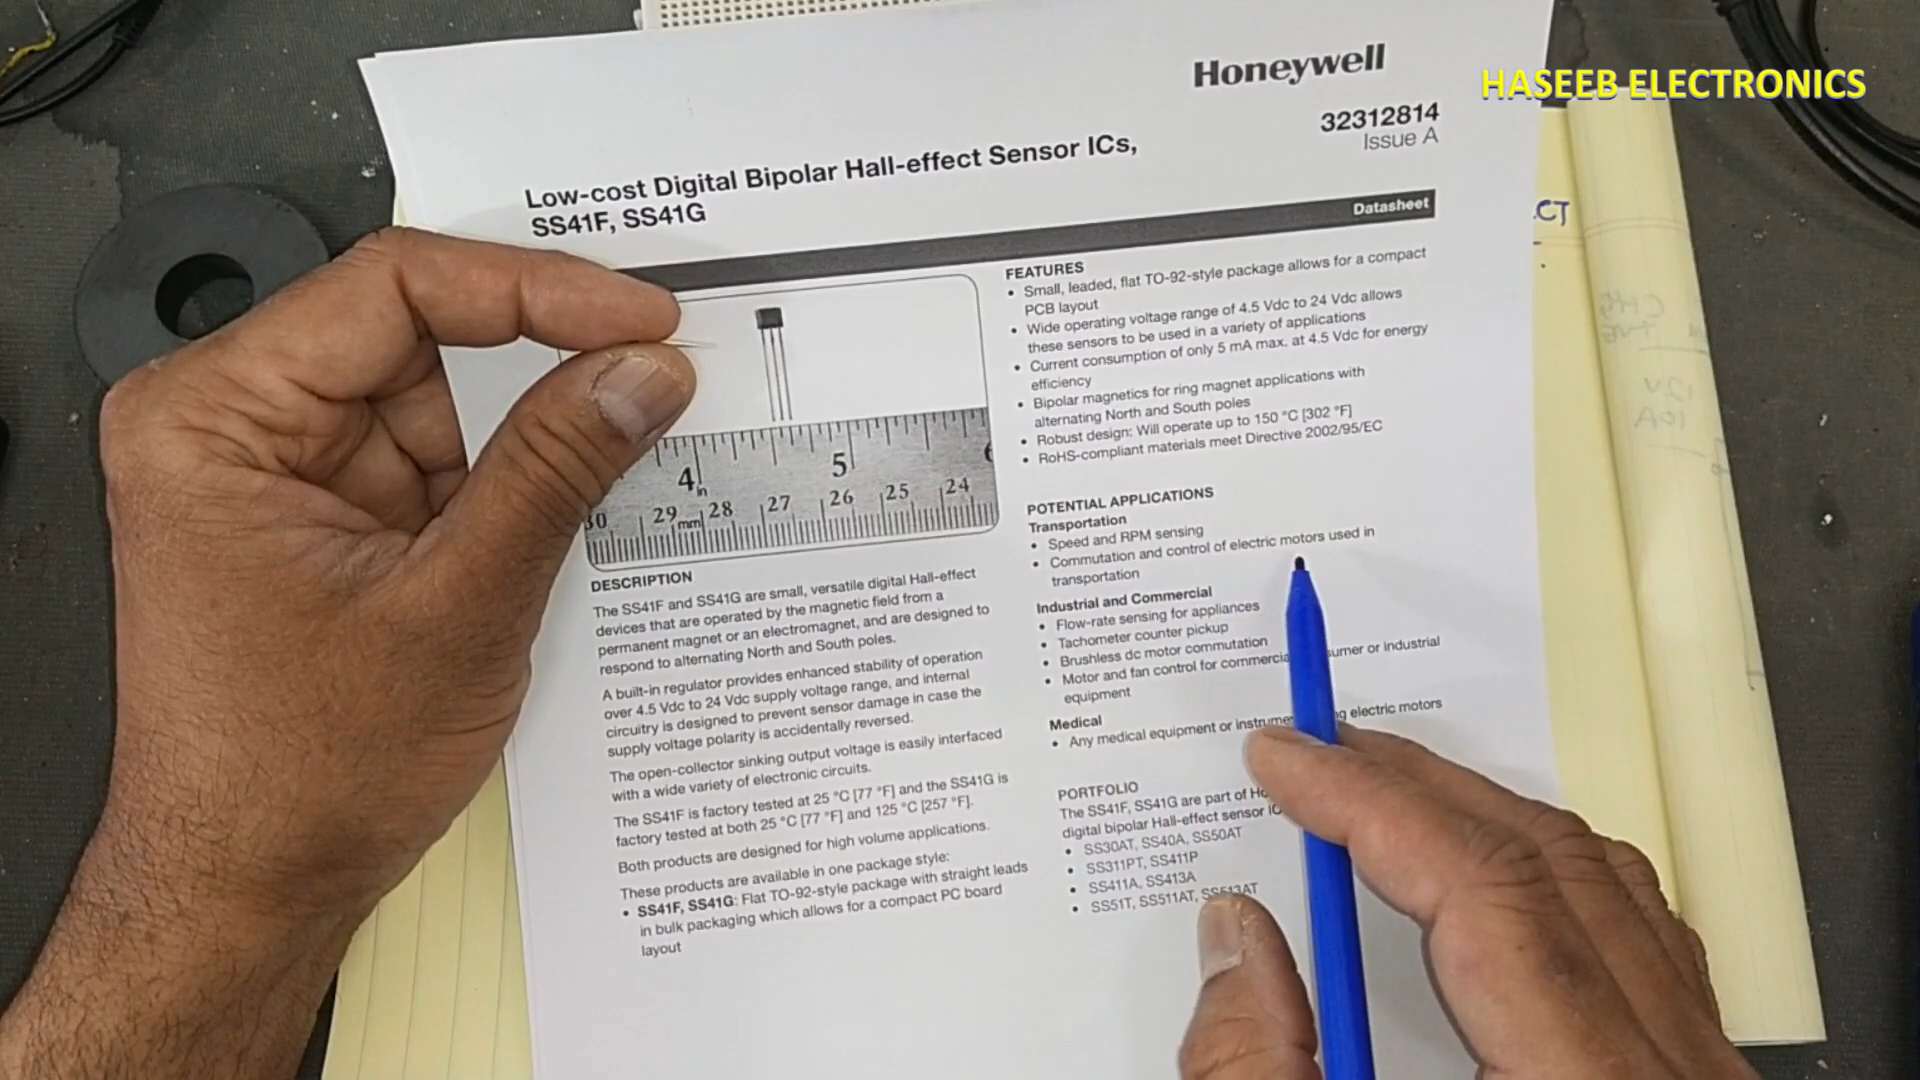 HASEEB ELECTRONICS
Honeywell
32312814
Issue A
Low-cost Digital Bipolar Hall-effect Sensor ICs,
SS41F, SS41G
Datasheet
4
in
5
30
29
mm
28
27
26
25
24
DESCRIPTION
The SS41F and SS41G are small, versatile digital Hall-effect
devices that are operated by the magnetic field from a
permanent magnet or an electromagnet, and are designed to
respond to alternating North and South poles.
A built-in regulator provides enhanced stability of operation
over 4.5 Vdc to 24 Vdc supply voltage range, and internal
circuitry is designed to prevent sensor damage in case the
supply voltage polarity is accidentally reversed.
The open-collector sinking output voltage is easily interfaced
with a wide variety of electronic circuits.
The SS41F is factory tested at 25 °C [77 °F] and the SS41G is
factory tested at both 25 °C [77 °F] and 125 °C [257 °F].
Both products are designed for high volume applications.
These products are available in one package style:
• SS41F, SS41G: Flat TO-92-style package with straight leads
in bulk packaging which allows for a compact PC board
layout
FEATURES
• Small, leaded, flat TO-92-style package allows for a compact
PCB layout
• Wide operating voltage range of 4.5 Vdc to 24 Vdc allows
these sensors to be used in a variety of applications
• Current consumption of only 5 mA max. at 4.5 Vdc for energy
efficiency
• Bipolar magnetics for ring magnet applications with
alternating North and South poles
• Robust design: Will operate up to 150 °C [302 °F]
• RoHS-compliant materials meet Directive 2002/95/EC
POTENTIAL APPLICATIONS
Transportation
• Speed and RPM sensing
• Commutation and control of electric motors used in
transportation
Industrial and Commercial
• Flow-rate sensing for appliances
• Tachometer counter pickup
• Brushless dc motor commutation
• Motor and fan control for commercia umer or industrial
equipment
Medical
• Any medical equipment or instrume ng electric motors
PORTFOLIO
The SS41F, SS41G are part of Ho
digital bipolar Hall-effect sensor IC
• SS30AT, SS40A, SS50AT
• SS311PT, SS411P
• SS411A, SS413A
• SS51T, SS511AT, SS513AT
CT